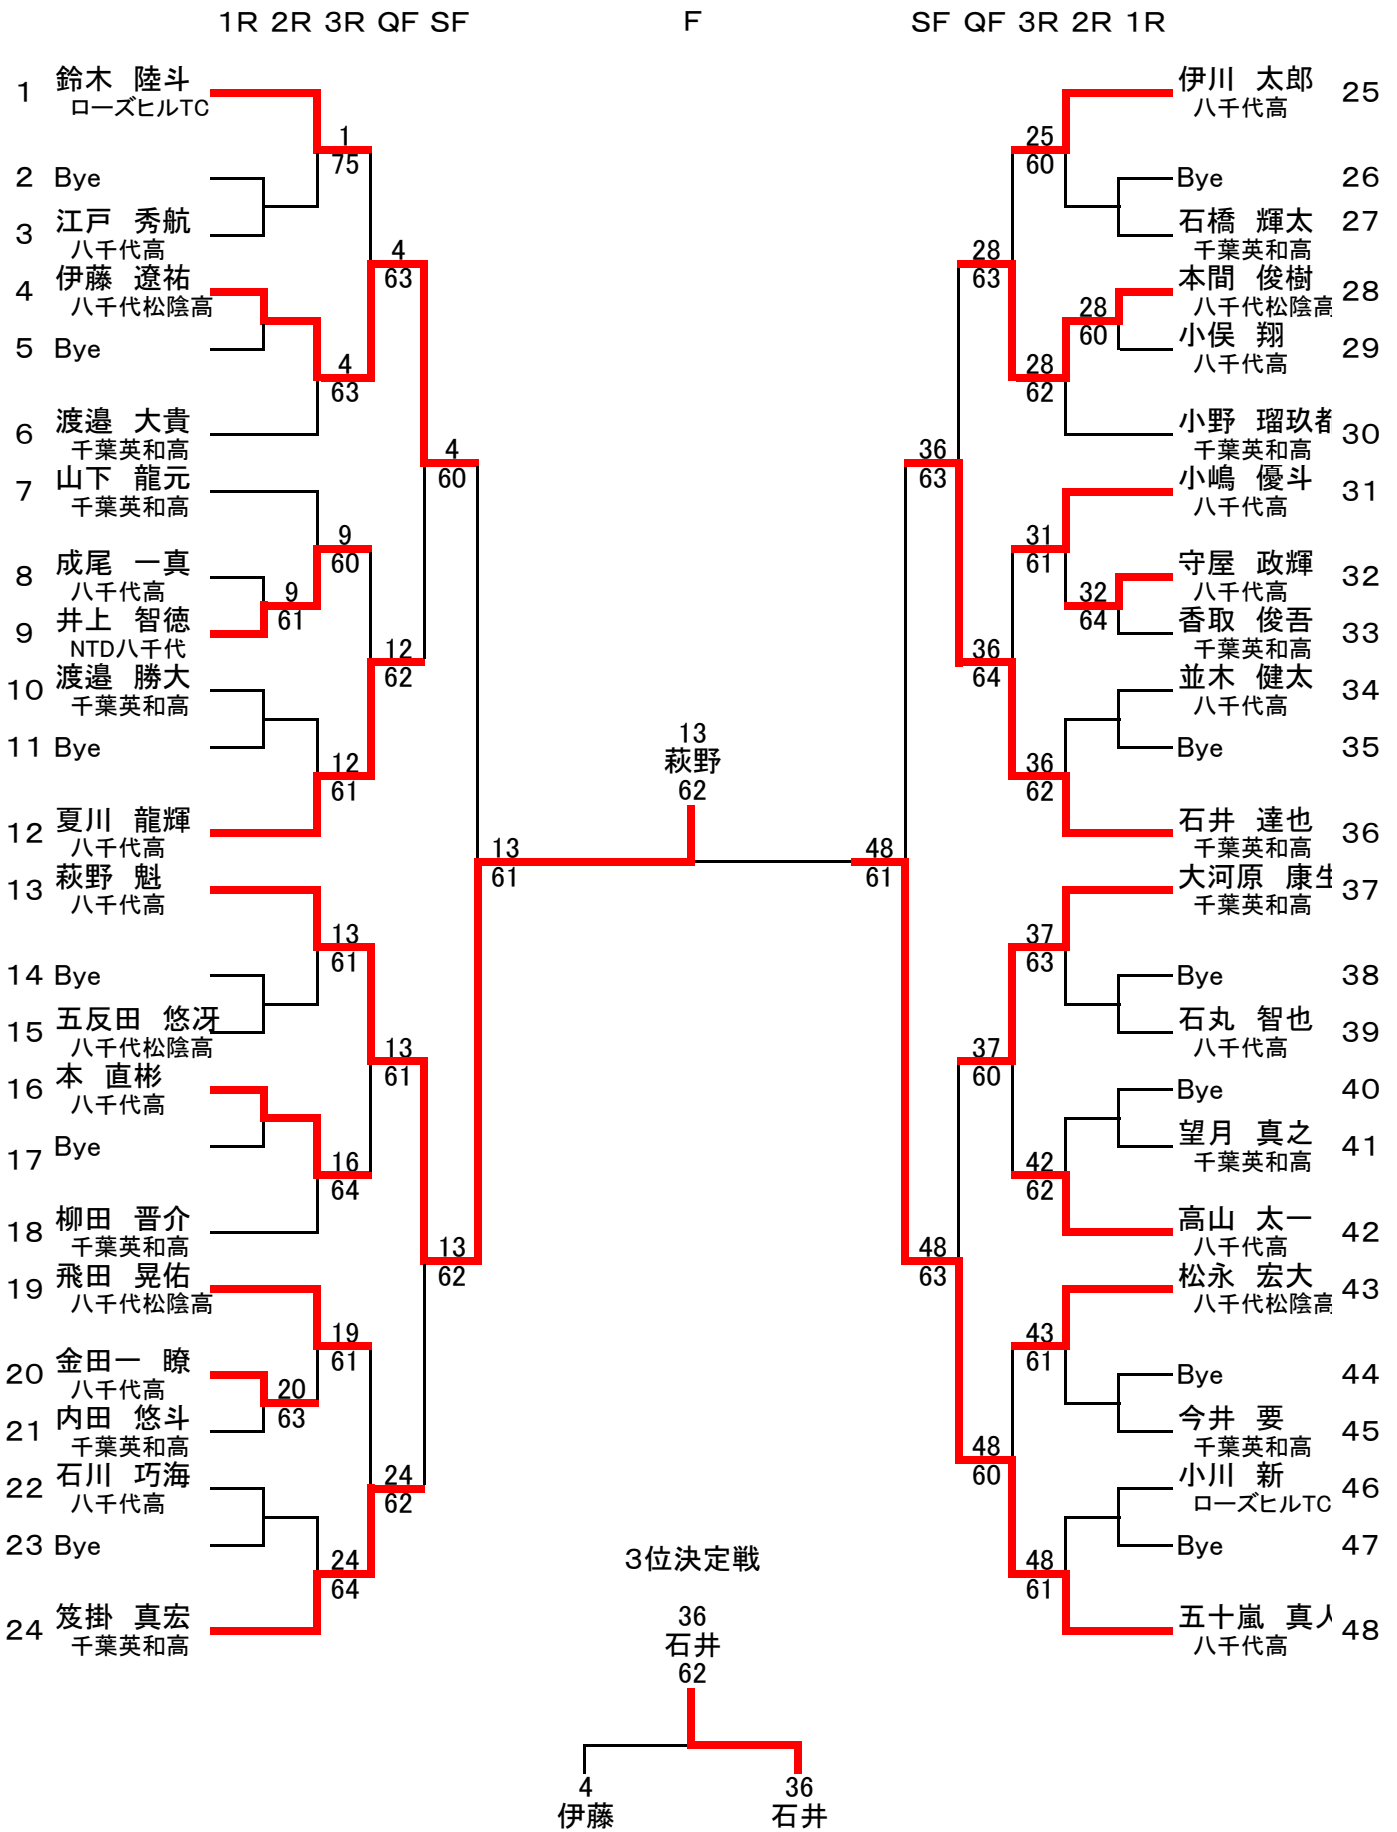 1R 2R 3R QF SF F SF QF 3R 2R 1R
1 鈴木 陸斗
ローズヒルTC
2 Bye
3 江戸 秀航
八千代高
4 伊藤 遼祐
八千代松陰高
5 Bye
6 渡邉 大貴
千葉英和高
7 山下 龍元
千葉英和高
8 成尾 一真
八千代高
9 井上 智徳
NTD八千代
10 渡邉 勝大
千葉英和高
11 Bye
12 夏川 龍輝
八千代高
13 萩野 魁
八千代高
14 Bye
15 五反田 悠冴
八千代松陰高
16 本 直彬
八千代高
17 Bye
18 柳田 晋介
千葉英和高
19 飛田 晃佑
八千代松陰高
20 金田一 瞭
八千代高
21 内田 悠斗
千葉英和高
22 石川 巧海
八千代高
23 Bye
24 笈掛 真宏
千葉英和高
9
61
20
63
1
75
4
63
9
60
12
61
13
61
16
64
19
61
24
64
4
63
12
62
13
61
24
62
4
60
13
62
13
61
13
萩野
62
48
61
36
63
48
63
28
63
36
64
37
60
48
60
25
60
28
62
31
61
36
62
37
63
42
62
43
61
48
61
28
60
32
64
伊川 太郎 25
八千代高
Bye 26
石橋 輝太 27
千葉英和高
本間 俊樹 28
八千代松陰高
小俣 翔 29
八千代高
小野 瑠玖都 30
千葉英和高
小嶋 優斗 31
八千代高
守屋 政輝 32
八千代高
香取 俊吾 33
千葉英和高
並木 健太 34
八千代高
Bye 35
石井 達也 36
千葉英和高
大河原 康生 37
千葉英和高
Bye 38
石丸 智也 39
八千代高
Bye 40
望月 真之 41
千葉英和高
高山 太一 42
八千代高
松永 宏大 43
八千代松陰高
Bye 44
今井 要 45
千葉英和高
小川 新 46
ローズヒルTC
Bye 47
五十嵐 真人 48
八千代高
3位決定戦
36
石井
62
4 36
伊藤 石井